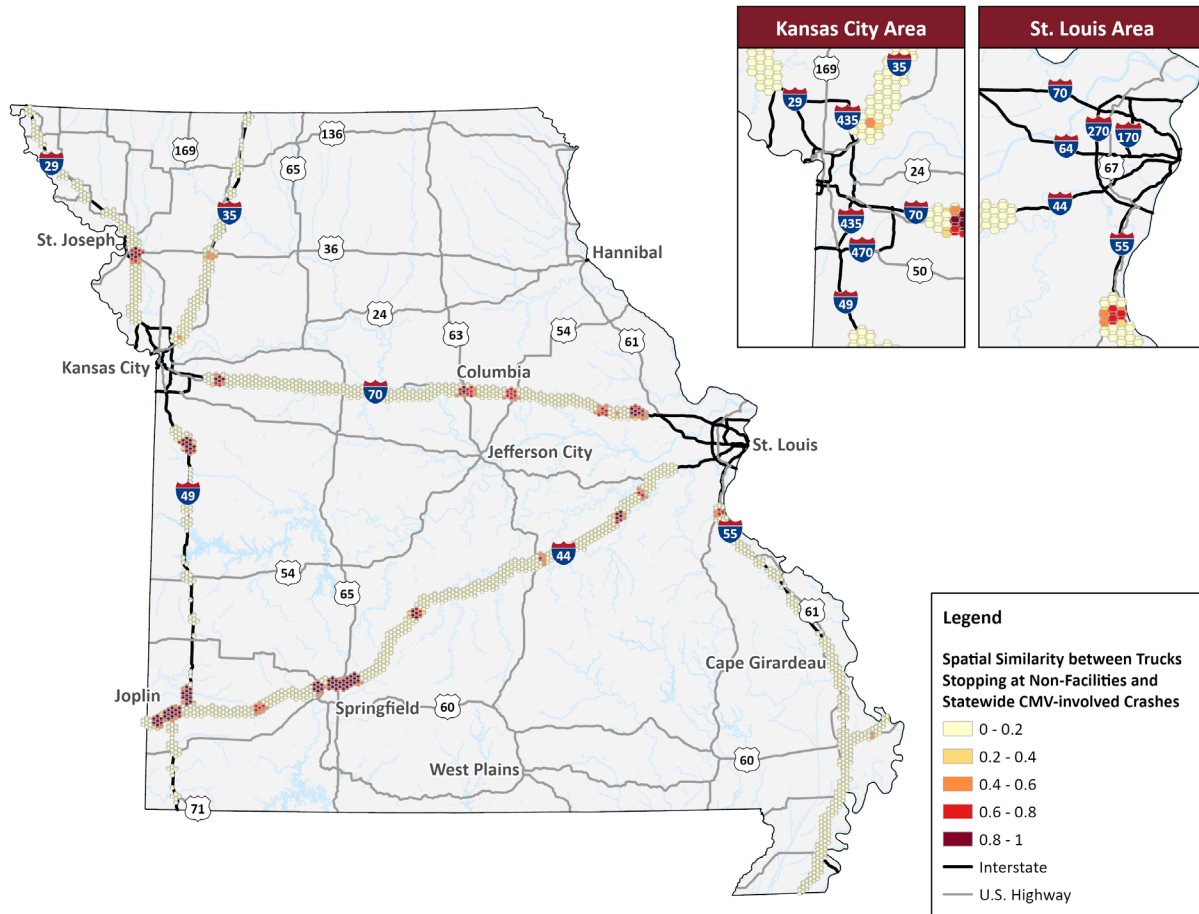 Kansas City Area
St. Louis Area
169
35
29
435
24
70
435
470
50
49
70
270
170
64
67
44
55
136
169
65
29
35
St. Joseph
36
Hannibal
24
63
54
61
Kansas City
Columbia
70
Jefferson City
St. Louis
49
55
44
54
65
61
Cape Girardeau
Joplin
Springfield
60
60
West Plains
71
Legend
Spatial Similarity between Trucks
Stopping at Non-Facilities and
Statewide CMV-involved Crashes
0 - 0.2
0.2 - 0.4
0.4 - 0.6
0.6 - 0.8
0.8 - 1
Interstate
U.S. Highway